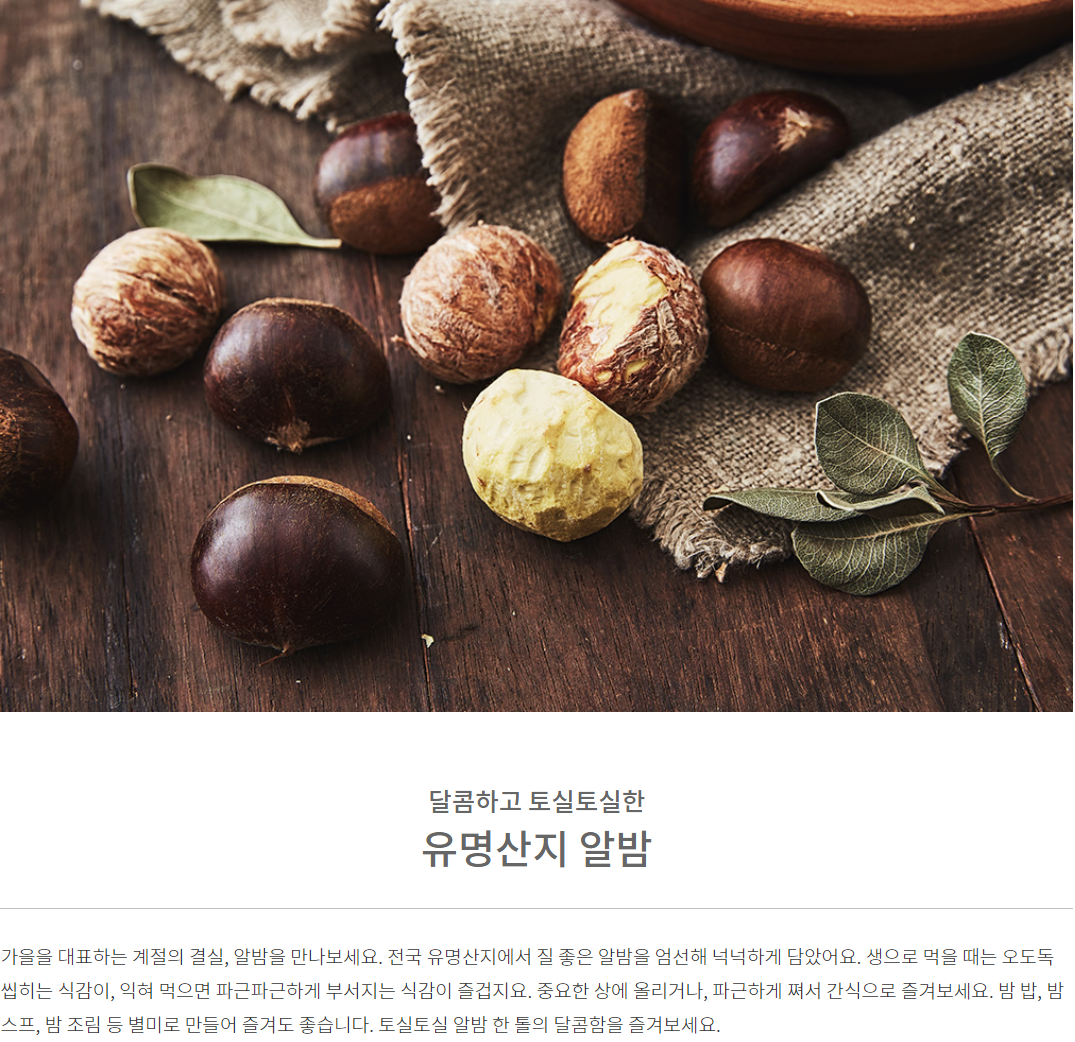 달콤하고 토실토실한
유명산지 알밤
가을을 대표하는 계절의 결실, 알밤을 만나보세요. 전국 유명산지에서 질 좋은 알밤을 엄선해 넉넉하게 담았어요. 생으로 먹을 때는 오도독
씹히는 식감이, 익혀 먹으면 파근파근하게 부서지는 식감이 즐겁지요. 중요한 상에 올리거나, 파근하게 쪄서 간식으로 즐겨보세요. 밤 밥, 밤
스프, 밤 조림 등 별미로 만들어 즐겨도 좋습니다. 토실토실 알밤 한 톨의 달콤함을 즐겨보세요.